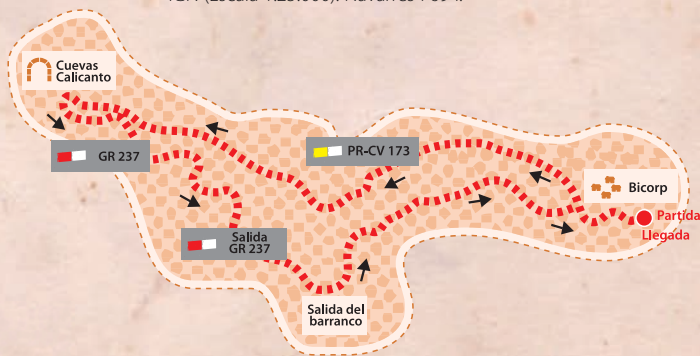 Cuevas
Calicanto
GR 237
PR-CV 173
Bicorp
Partida
Llegada
Salida
GR 237
Salida del
barranco